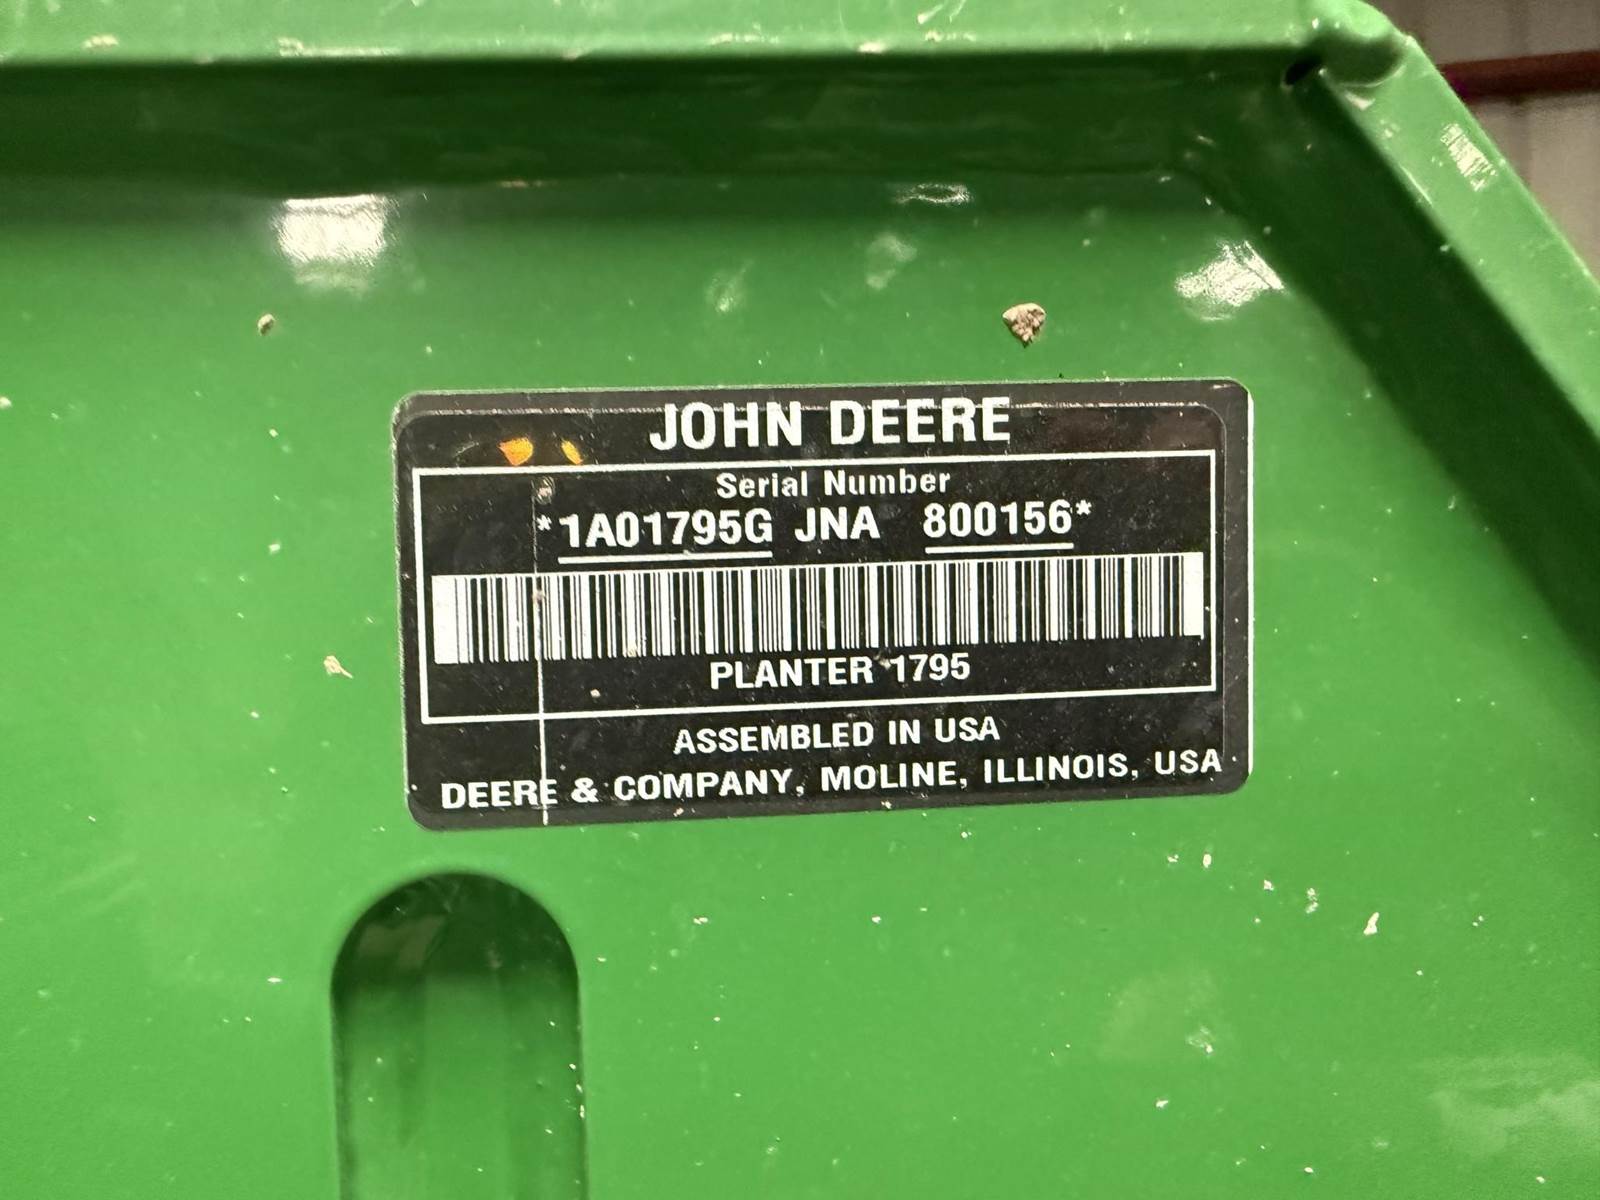 JOHN DEERE
Serial Number
*1A01795G JNA 800156*
PLANTER 1795
ASSEMBLED IN USA
DEERE & COMPANY, MOLINE, ILLINOIS, USA